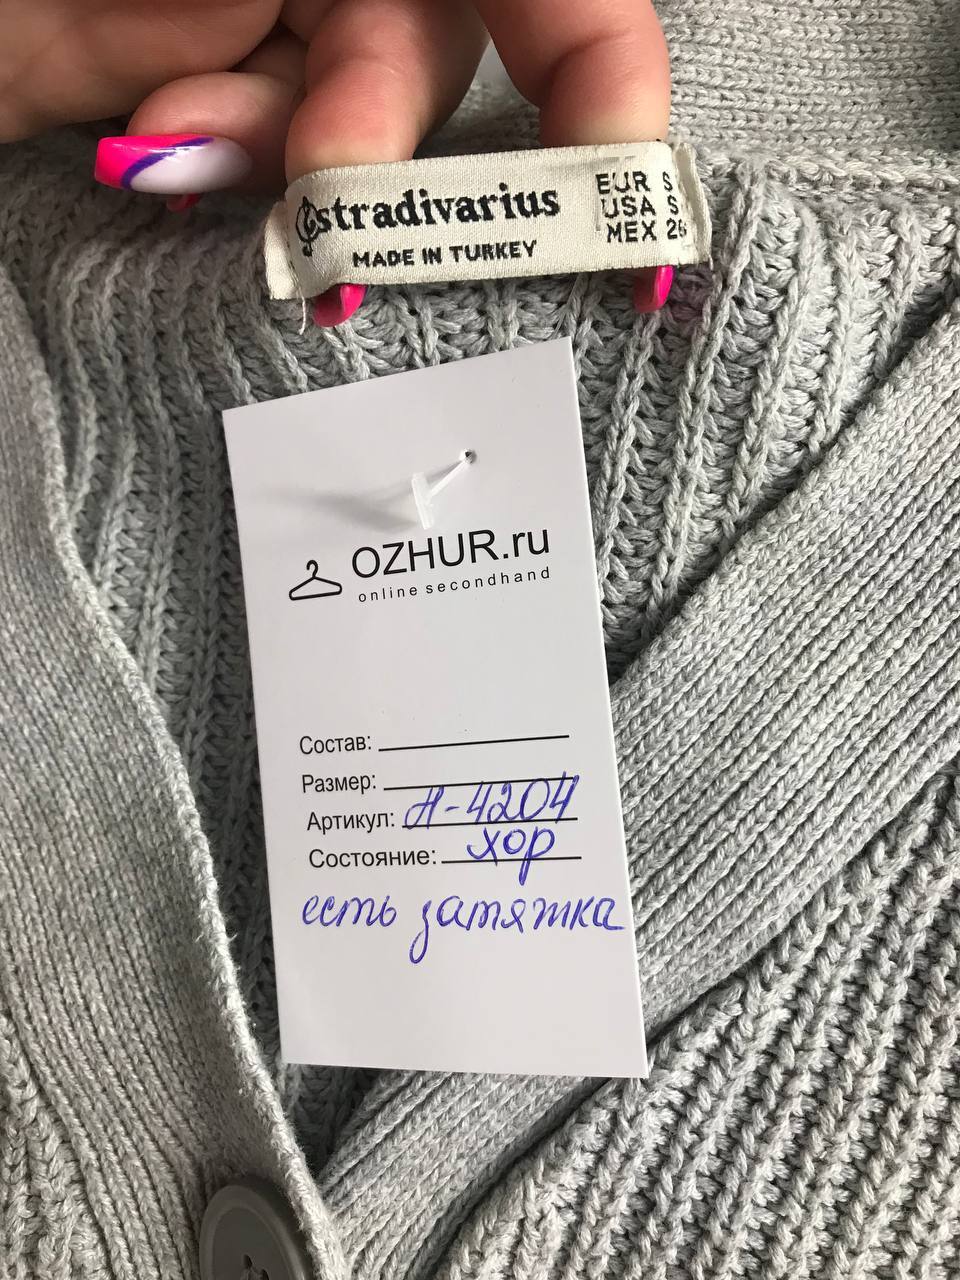 stradivarius
MADE IN TURKEY
EUR S
USA S
MEX 26
OZHUR.ru
online secondhand
Состав:
Размер:
Артикул: Н-4204
Состояние: хор
есть затяжка